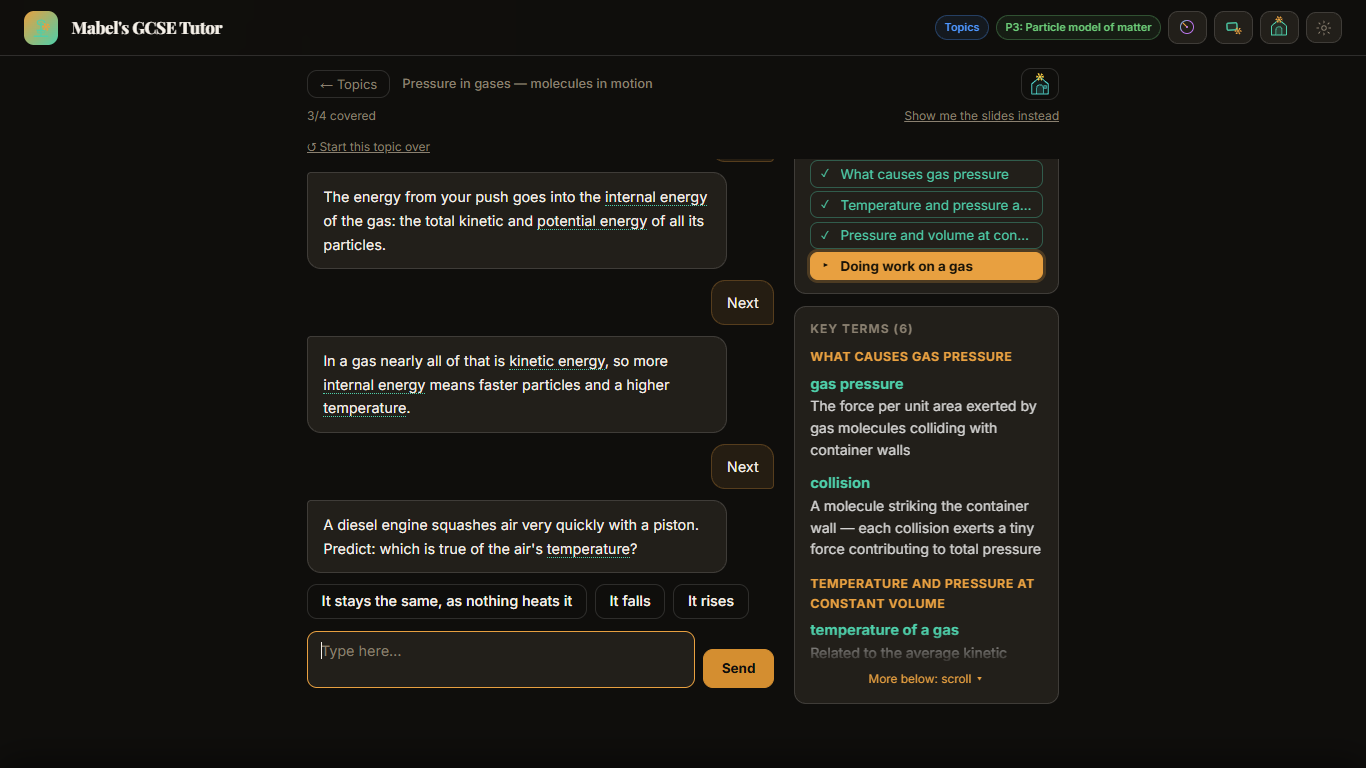 Mabel's GCSE Tutor
Topics
P3: Particle model of matter
← Topics
Pressure in gases — molecules in motion
3/4 covered
Show me the slides instead
↺ Start this topic over
The energy from your push goes into the internal energy
of the gas: the total kinetic and potential energy of all its
particles.
Next
In a gas nearly all of that is kinetic energy, so more
internal energy means faster particles and a higher
temperature.
Next
A diesel engine squashes air very quickly with a piston.
Predict: which is true of the air's temperature?
It stays the same, as nothing heats it
It falls
It rises
Type here...
Send
✓ What causes gas pressure
✓ Temperature and pressure a...
✓ Pressure and volume at con...
‣ Doing work on a gas
KEY TERMS (6)
WHAT CAUSES GAS PRESSURE
gas pressure
The force per unit area exerted by
gas molecules colliding with
container walls
collision
A molecule striking the container
wall — each collision exerts a tiny
force contributing to total pressure
TEMPERATURE AND PRESSURE AT
CONSTANT VOLUME
temperature of a gas
Related to the average kinetic
More below: scroll ▾